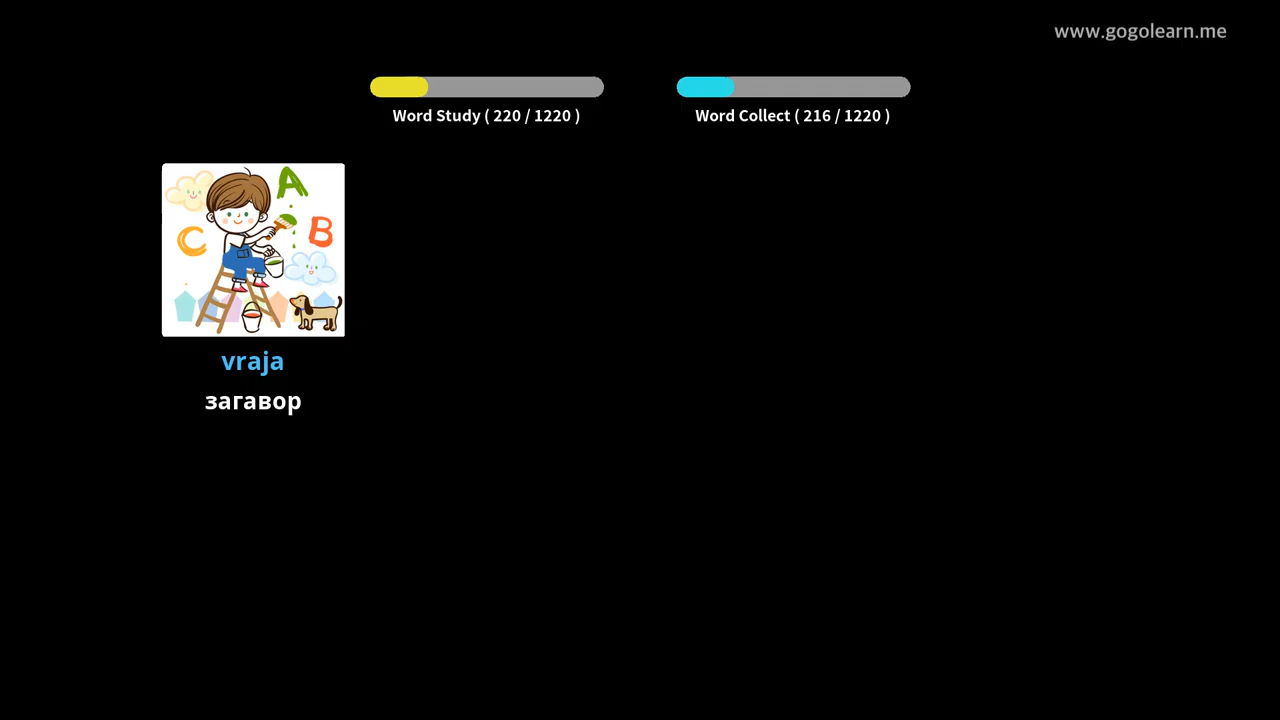 www.gogolearn.me
Word Study ( 220 / 1220 )
Word Collect ( 216 / 1220 )
A
B
C
vraja
загавор